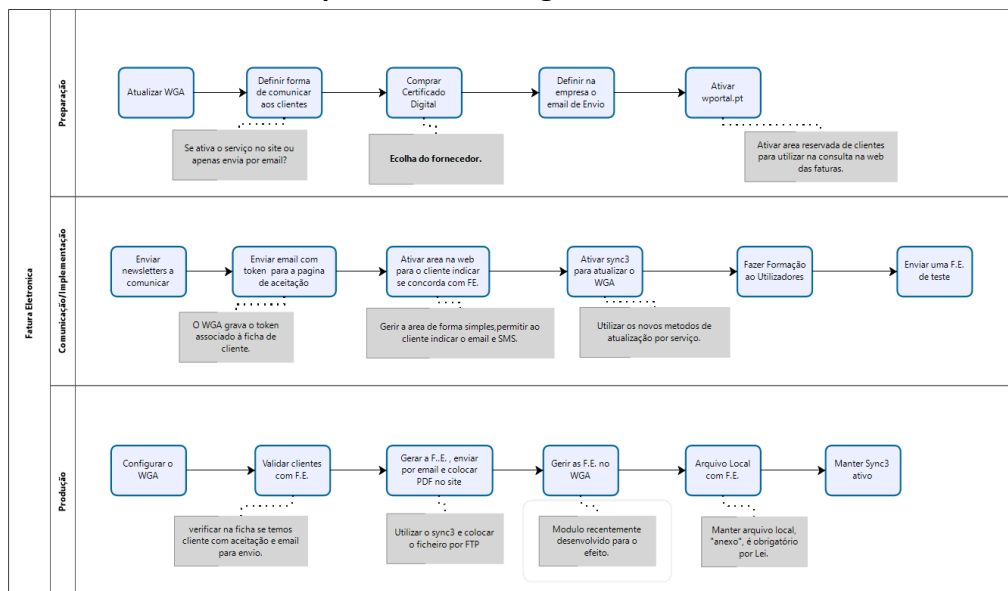 Fatura Eletronica
Preparação
Atualizar WGA
Definir forma
de comunicar
aos clientes
Comprar
Certificado
Digital
Definir na
empresa o
email de Envio
Ativar
wportal.pt
Se ativa o serviço no site ou
apenas envia por email?
Ecolha do fornecedor.
Ativar area reservada de clientes
para utilizar na consulta na web
das faturas.
Comunicação/Implementação
Enviar
newsletters a
comunicar
Enviar email com
token para a pagina
de aceitação
Ativar area na web
para o cliente indicar
se concorda com FE.
Ativar sync3
para atualizar o
WGA
Fazer Formação
ao Utilizadores
Enviar uma F.E.
de teste
O WGA grava o token
associado à ficha de
cliente.
Gerir a area de forma simples,permitir ao
cliente indicar o email e SMS.
Utilizar os novos metodos de
atualização por serviço.
Produção
Configurar o
WGA
Validar clientes
com F.E.
Gerar a F..E. , enviar
por email e colocar
PDF no site
Gerir as F.E. no
WGA
Arquivo Local
com F.E.
Manter Sync3
ativo
verificar na ficha se temos
cliente com aceitação e email
para envio.
Utilizar o sync3 e colocar
o ficheiro por FTP
Modulo recentemente
desenvolvido para o
efeito.
Manter arquivo local,
"anexo", é obrigatório
por Lei.